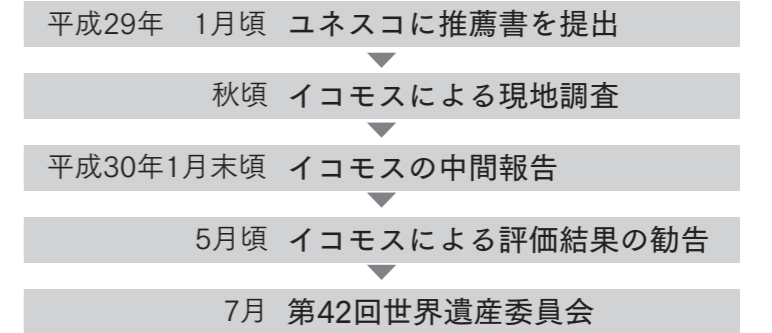 平成29年　1月頃 ユネスコに推薦書を提出
秋頃 イコモスによる現地調査
平成30年1月末頃 イコモスの中間報告
5月頃 イコモスによる評価結果の勧告
7月 第42回世界遺産委員会